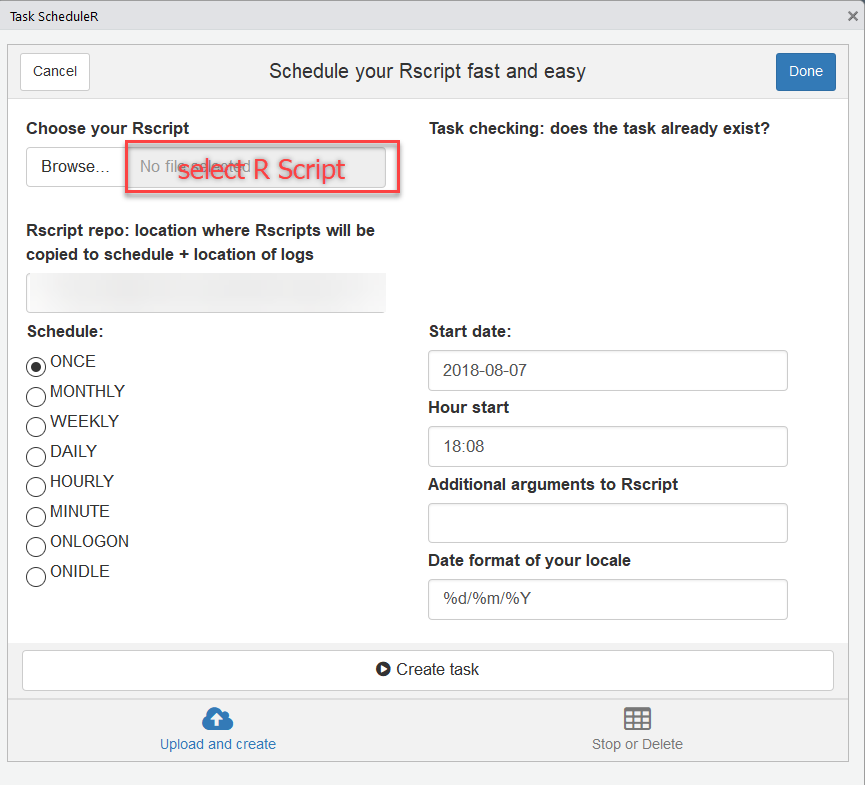 Task ScheduleR
Cancel
Schedule your Rscript fast and easy
Done
Choose your Rscript
Task checking: does the task already exist?
Browse...
No file selected
select R Script
Rscript repo: location where Rscripts will be
copied to schedule + location of logs
Schedule:
ONCE
MONTHLY
WEEKLY
DAILY
HOURLY
MINUTE
ONLOGON
ONIDLE
Start date:
2018-08-07
Hour start
18:08
Additional arguments to Rscript
Date format of your locale
%d/%m/%Y
Create task
Upload and create
Stop or Delete